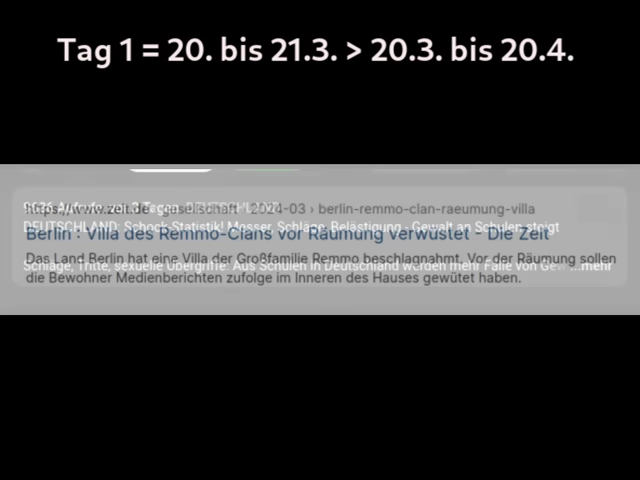 Tag 1 = 20. bis 21.3. > 20.3. bis 20.4.
https://www.zeit.de › gesellschaft › 2024-03 › berlin-remmo-clan-raeumung-villa
DEUTSCHLAND: Schock-Statistik! Messer, Schläge, Belästigung - Gewalt an Schulen steigt
Berlin : Villa des Remmo-Clans vor Räumung verwüstet - Die Zeit
Das Land Berlin hat eine Villa der Großfamilie Remmo beschlagnahmt. Vor der Räumung sollen
Schläge, Tritte, sexuelle Übergriffe: Aus Schulen in Deutschland werden mehr Fälle von ...mehr
die Bewohner Medienberichten zufolge im Inneren des Hauses gewütet haben.